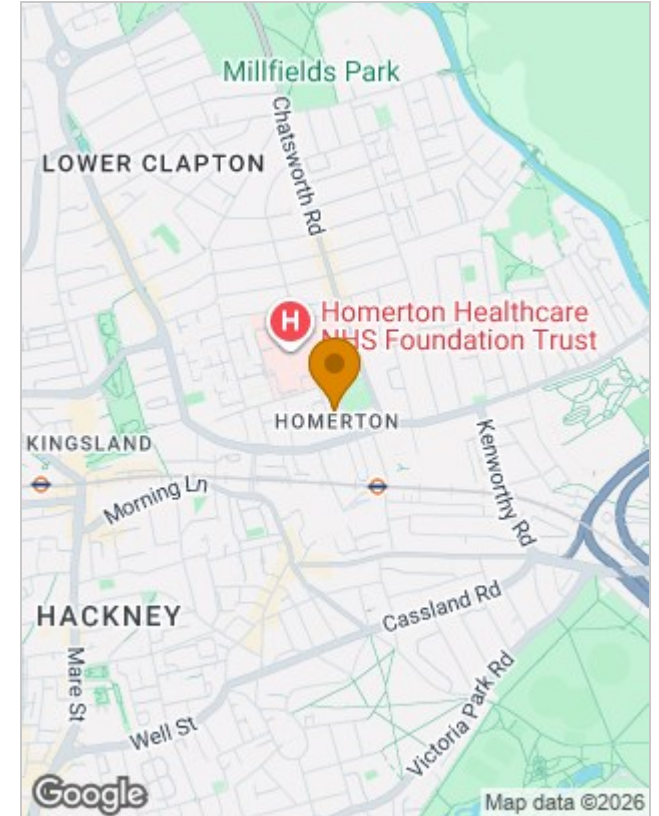 Millfields Park
Chatsworth Rd
LOWER CLAPTON
H
Homerton Healthcare
NHS Foundation Trust
HOMERTON
KINGSLAND
Morning Ln
Kenworthy Rd
HACKNEY
Cassland Rd
Mare St
Well St
Victoria Park Rd
Google
Map data ©2026